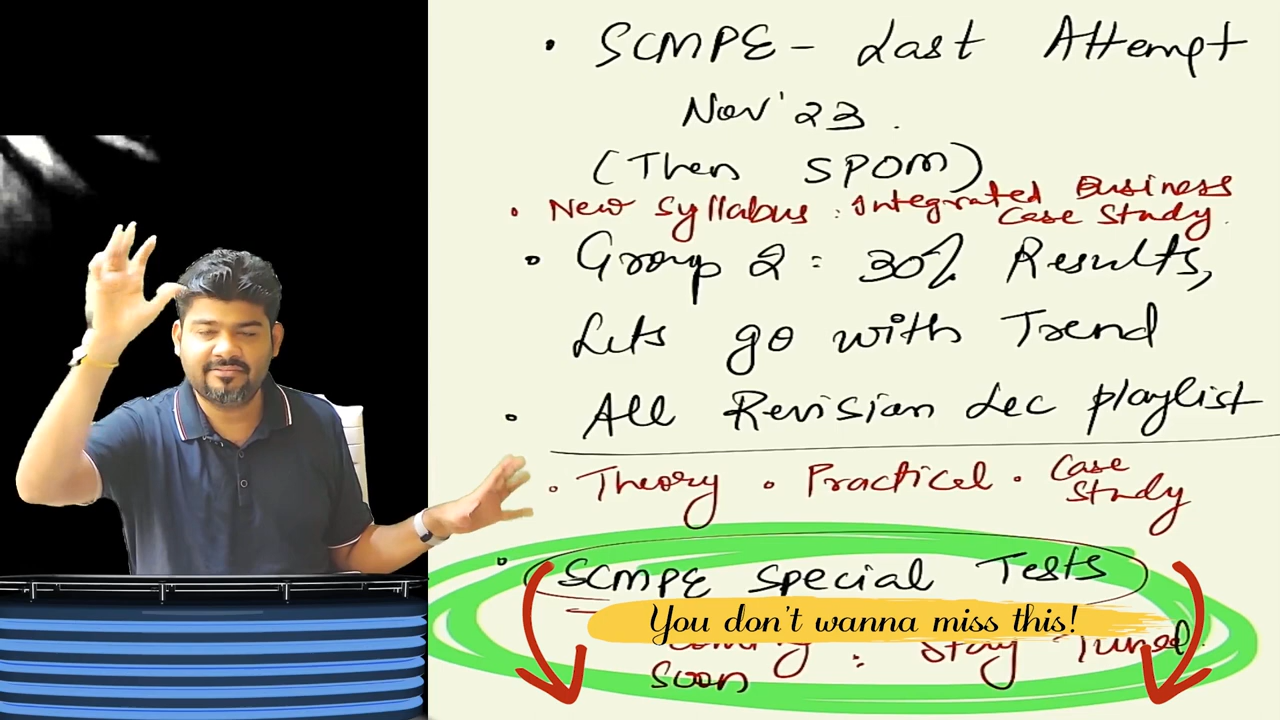 • SCMPE - Last Attempt
Nov'23.
(Then SPOM)
• New Syllabus : Integrated Business
Case Study.
• Group 2 : 30% Results,
Lets go with Trend
• All Revision Lec playlist
• Theory • Practical • Case
Study
• SCMPE Special Tests
You don't wanna miss this!
: Stay Tuned
Soon